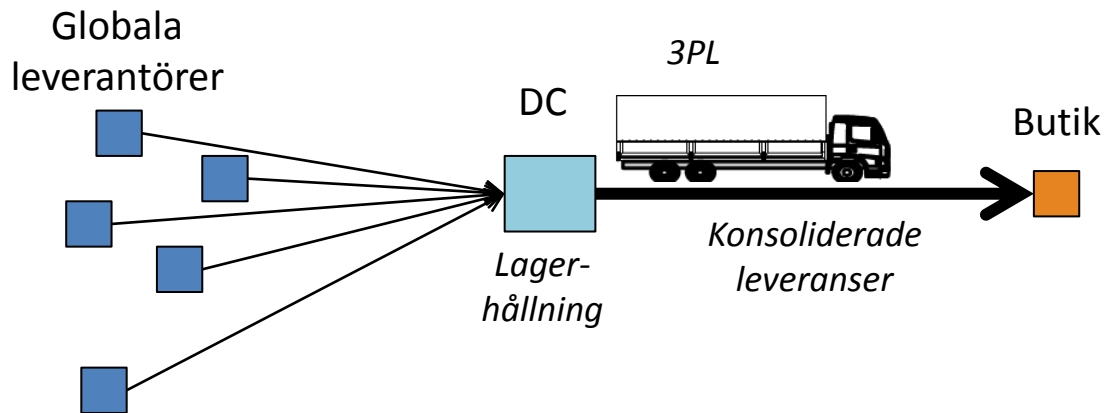 Globala
leverantörer
3PL
DC
Butik
Konsoliderade
leveranser
Lager-
hållning